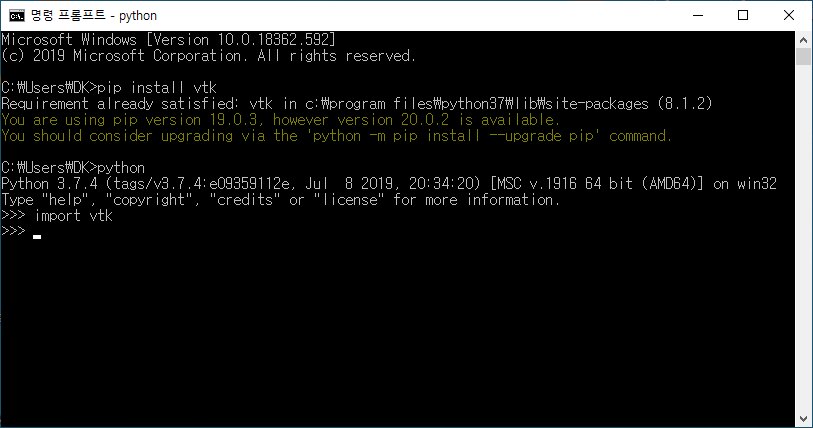 명령 프롬프트 - python
Microsoft Windows [Version 10.0.18362.592]
(c) 2019 Microsoft Corporation. All rights reserved.
C:₩Users₩DK>pip install vtk
Requirement already satisfied: vtk in c:₩program files₩python37₩lib₩site-packages (8.1.2)
You are using pip version 19.0.3, however version 20.0.2 is available.
You should consider upgrading via the 'python -m pip install --upgrade pip' command.
C:₩Users₩DK>python
Python 3.7.4 (tags/v3.7.4:e09359112e, Jul  8 2019, 20:34:20) [MSC v.1916 64 bit (AMD64)] on win32
Type "help", "copyright", "credits" or "license" for more information.
>>> import vtk
>>>